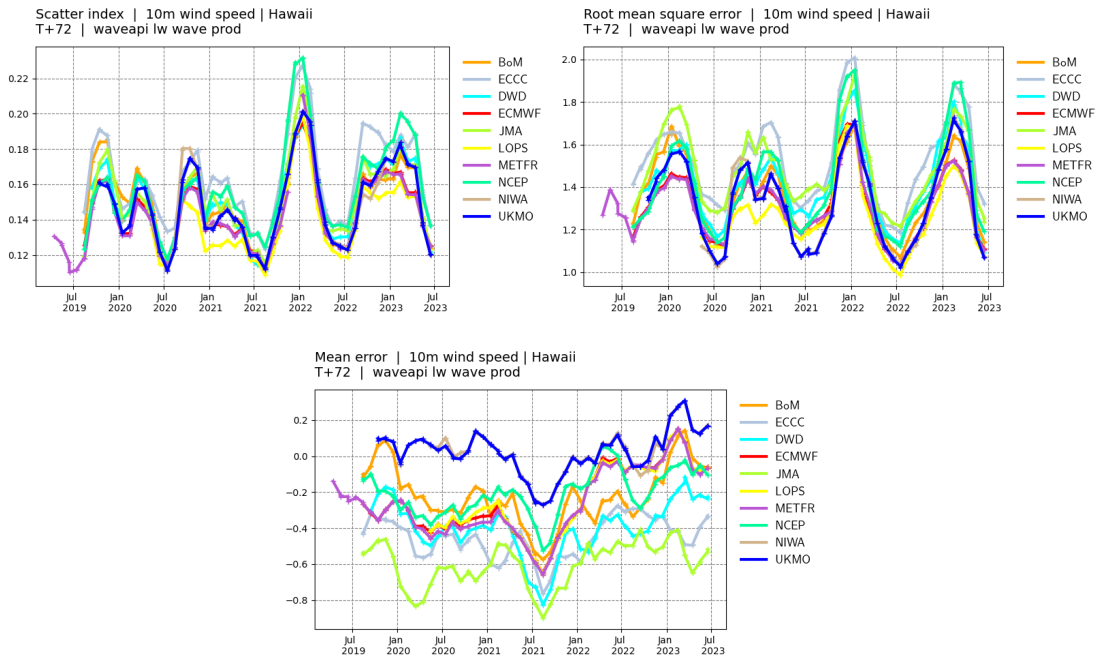 Scatter index | 10m wind speed | Hawaii
T+72 | waveapi lw wave prod
0.22
0.20
0.18
0.16
0.14
0.12
Jul 2019
Jan 2020
Jul 2020
Jan 2021
Jul 2021
Jan 2022
Jul 2022
Jan 2023
Jul 2023
BoM
ECCC
DWD
ECMWF
JMA
LOPS
METFR
NCEP
NIWA
UKMO
Root mean square error | 10m wind speed | Hawaii
T+72 | waveapi lw wave prod
2.0
1.8
1.6
1.4
1.2
1.0
Jul 2019
Jan 2020
Jul 2020
Jan 2021
Jul 2021
Jan 2022
Jul 2022
Jan 2023
Jul 2023
BoM
ECCC
DWD
ECMWF
JMA
LOPS
METFR
NCEP
NIWA
UKMO
Mean error | 10m wind speed | Hawaii
T+72 | waveapi lw wave prod
0.2
0.0
−0.2
−0.4
−0.6
−0.8
Jul 2019
Jan 2020
Jul 2020
Jan 2021
Jul 2021
Jan 2022
Jul 2022
Jan 2023
Jul 2023
BoM
ECCC
DWD
ECMWF
JMA
LOPS
METFR
NCEP
NIWA
UKMO